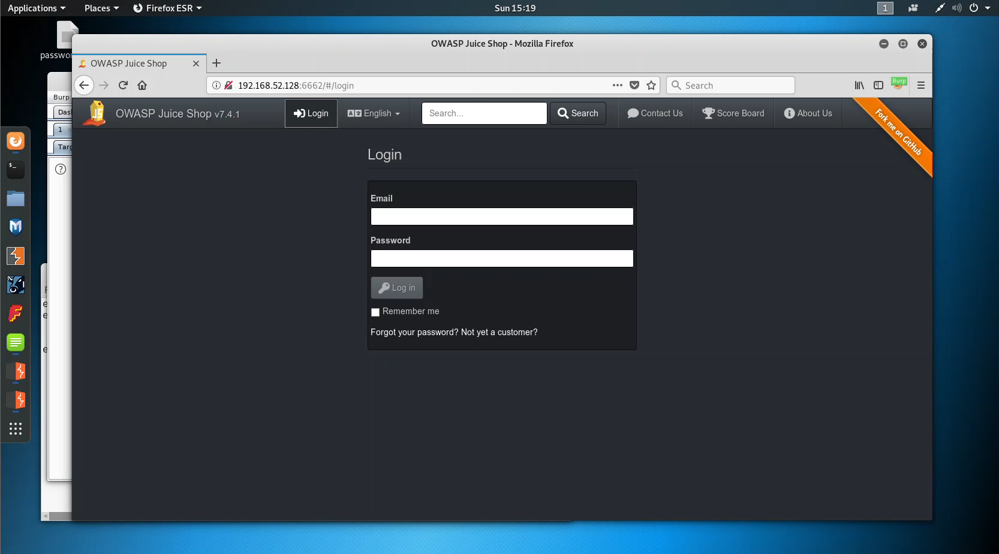 Applications Places Firefox ESR Sun 15:19 1
OWASP Juice Shop - Mozilla Firefox
OWASP Juice Shop
192.168.52.128:6662/#/login Search Burp
Burp
JS OWASP Juice Shop v7.4.1 Login English Search... Search Contact Us Score Board About Us
Fork me on GitHub
1
?
Login
Email
Password
Log in
Remember me
Forgot your password? Not yet a customer?